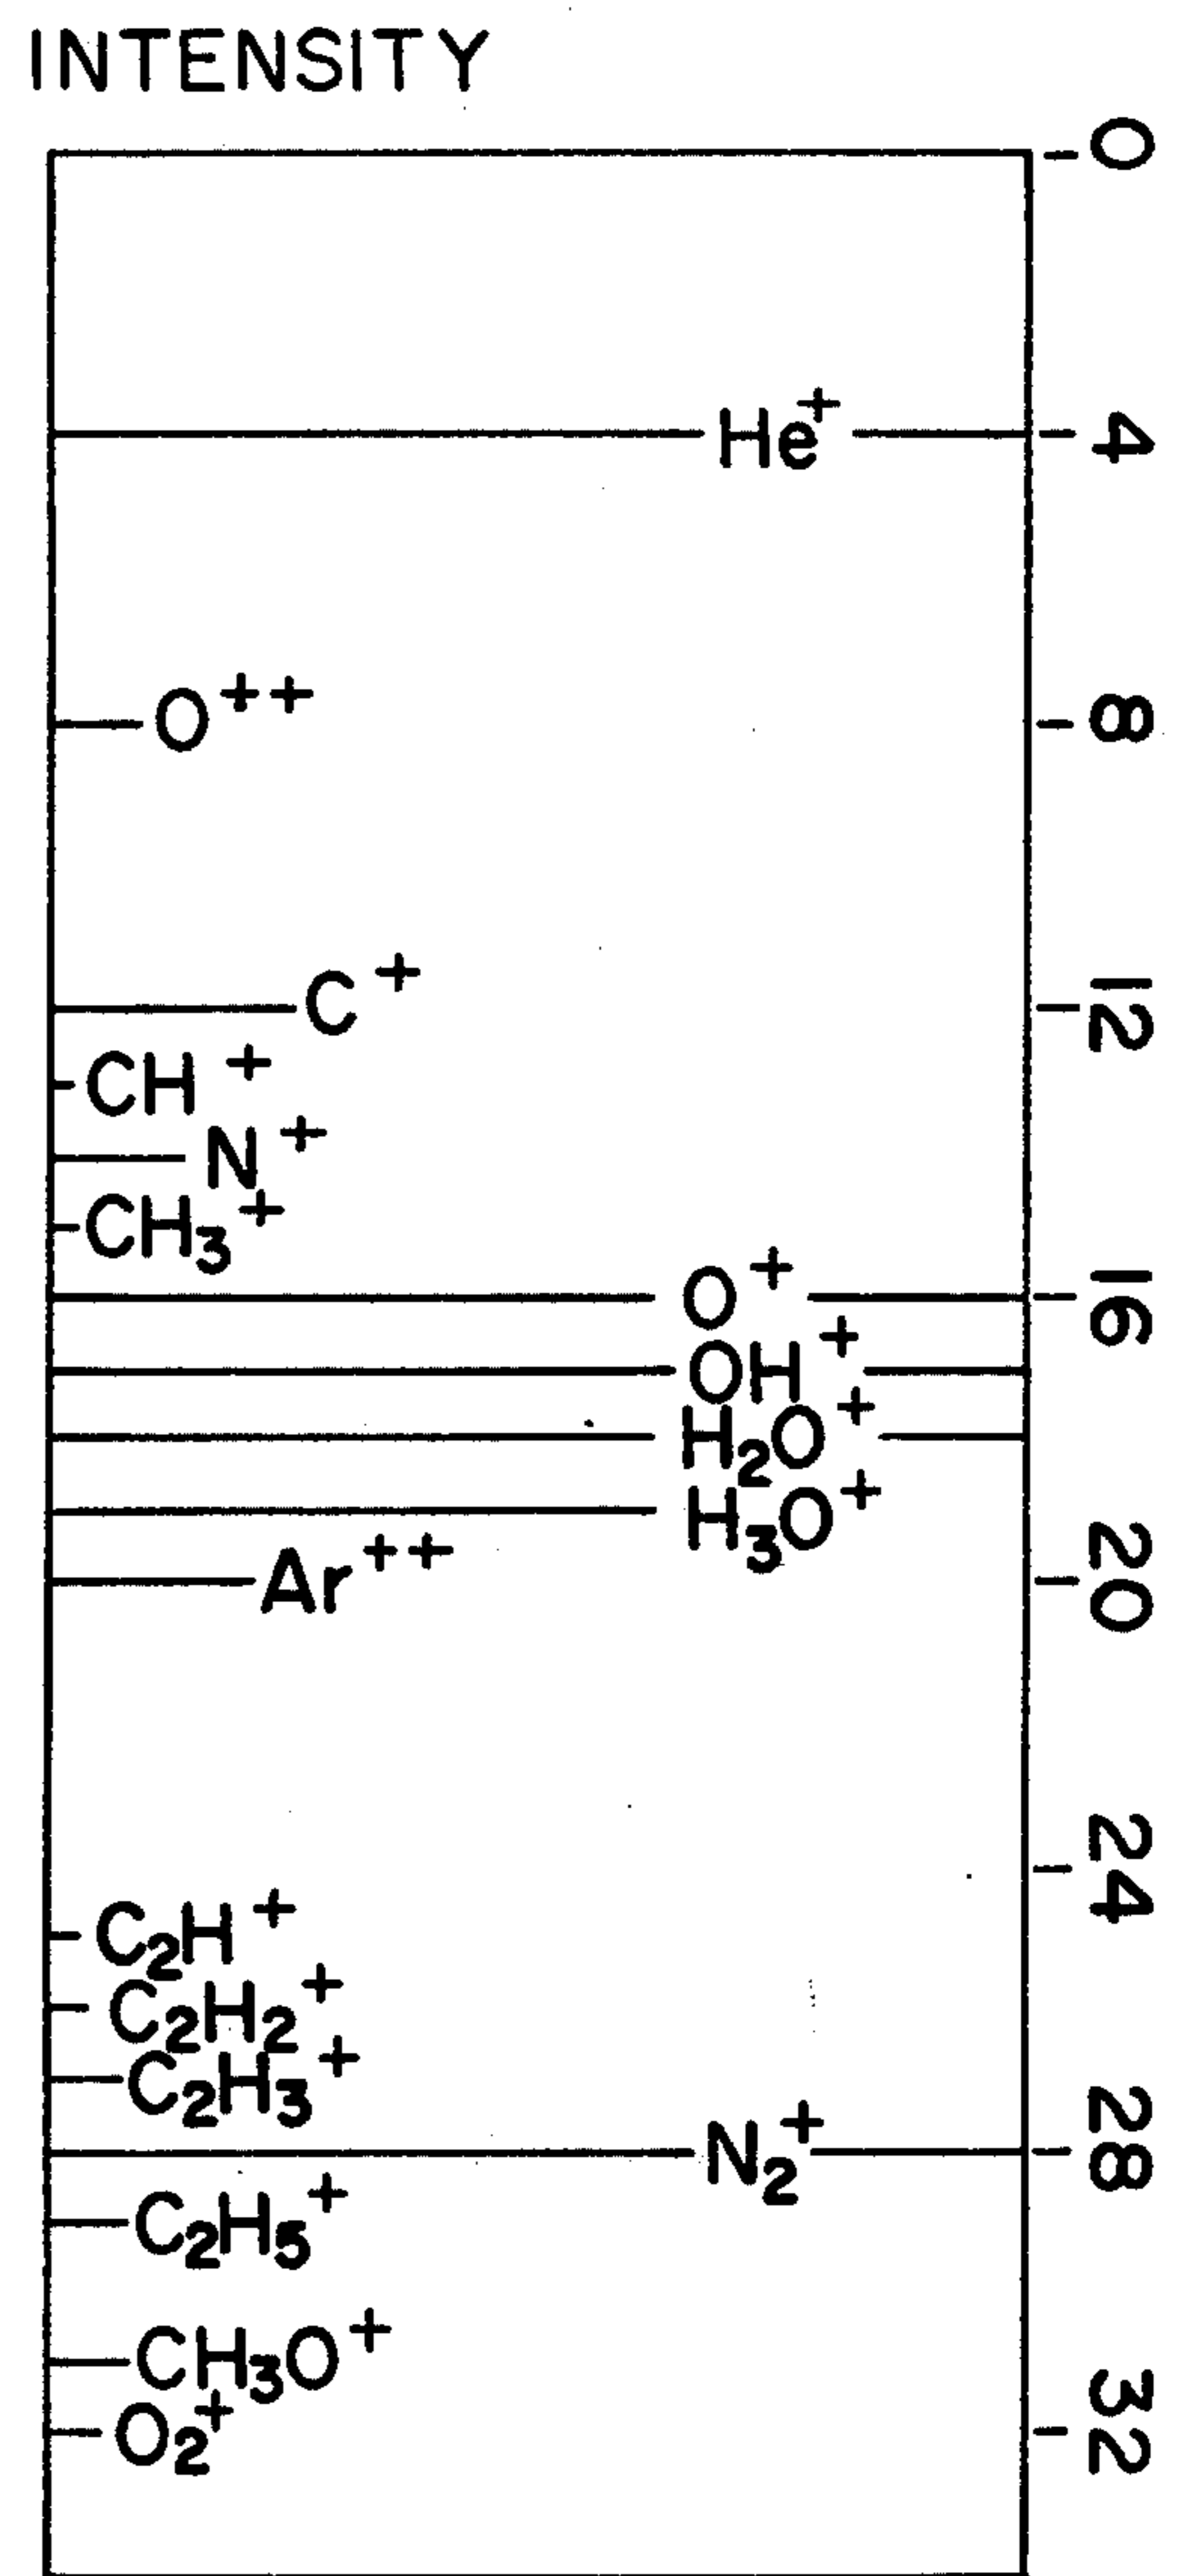 INTENSITY
0
He⁺
4
O⁺⁺
8
C⁺
12
CH⁺
N⁺
CH₃⁺
O⁺
16
OH⁺
H₂O⁺
H₃O⁺
Ar⁺⁺
20
24
C₂H⁺
C₂H₂⁺
C₂H₃⁺
N₂⁺
28
C₂H₅⁺
CH₃O⁺
O₂⁺
32